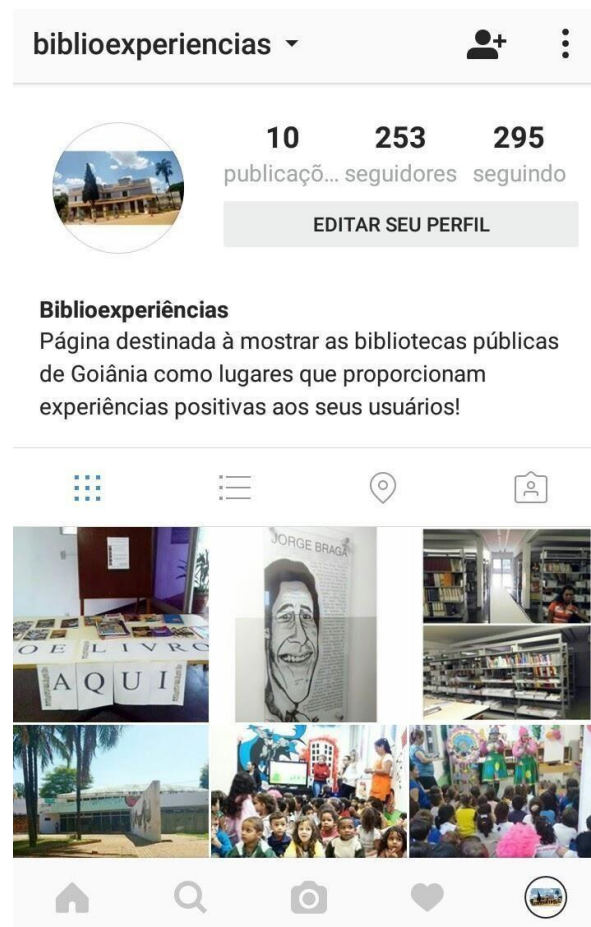 biblioexperiencias
10 253 295
publicaçõ... seguidores seguindo
EDITAR SEU PERFIL
Biblioexperiências
Página destinada à mostrar as bibliotecas públicas
de Goiânia como lugares que proporcionam
experiências positivas aos seus usuários!
OE LIVRO
AQUI
JORGE BRAGA